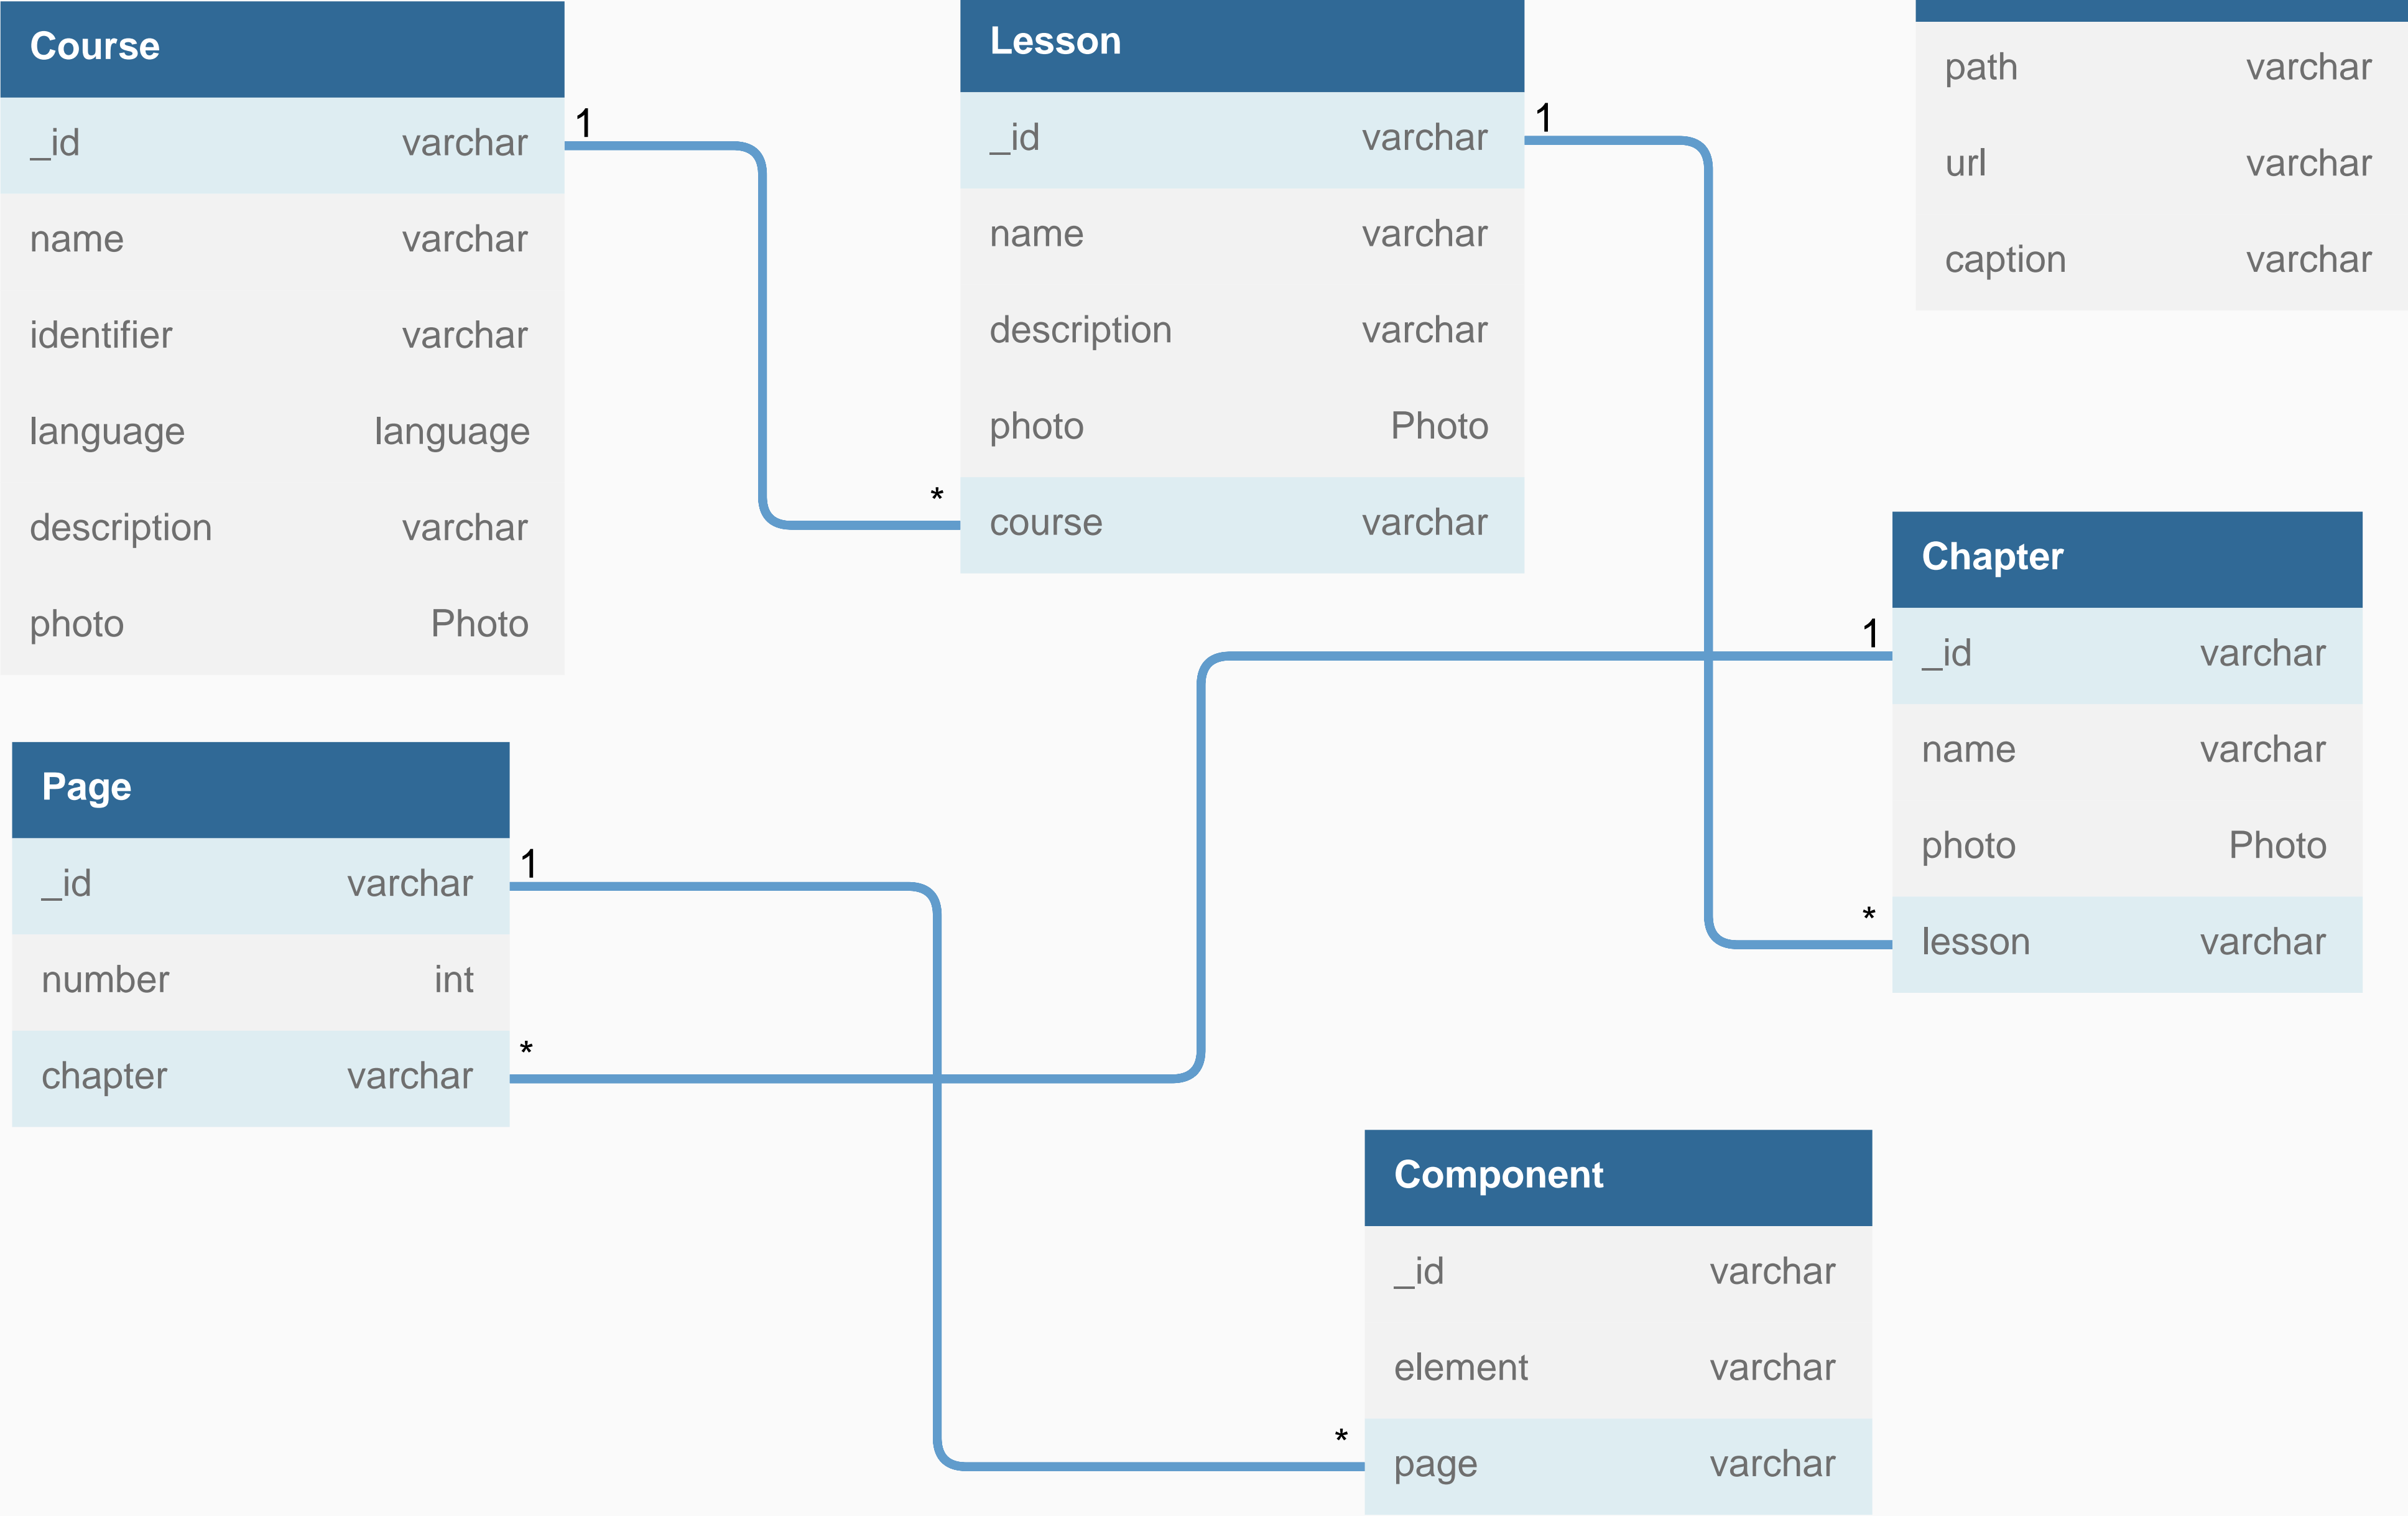 Course
_id varchar
name varchar
identifier varchar
language language
description varchar
photo Photo
1
*
Lesson
_id varchar
name varchar
description varchar
photo Photo
course varchar
1
path varchar
url varchar
caption varchar
1
*
Chapter
_id varchar
name varchar
photo Photo
lesson varchar
Page
_id varchar
number int
chapter varchar
1
*
*
Component
_id varchar
element varchar
page varchar